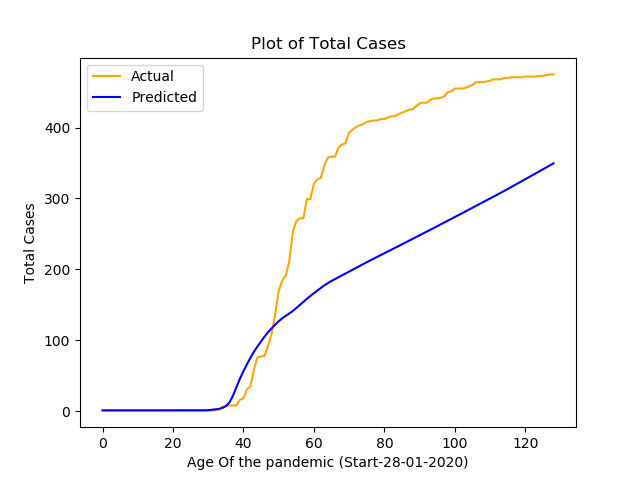 Plot of Total Cases
Actual
Predicted
Total Cases
400
300
200
100
0
0 20 40 60 80 100 120
Age Of the pandemic (Start-28-01-2020)